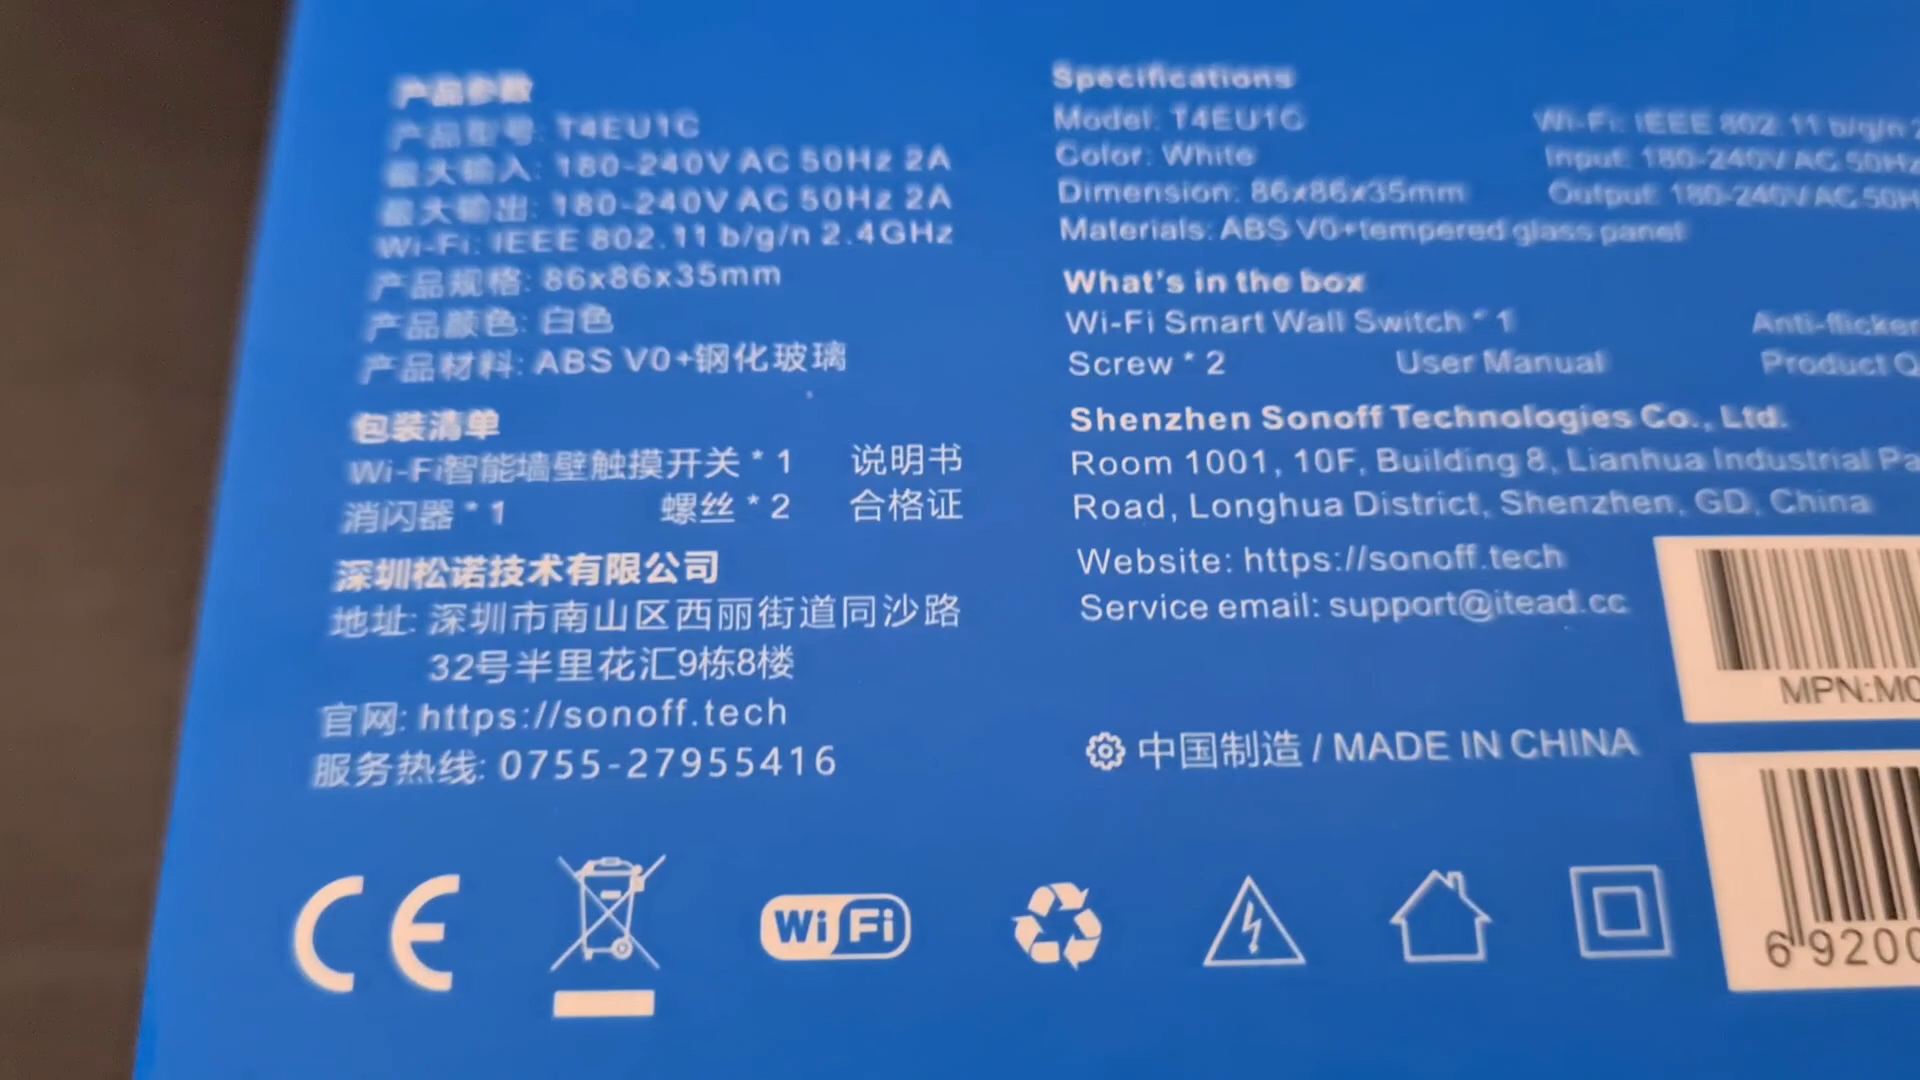 产品参数
产品型号: T4EU1C
最大输入: 180-240V AC 50Hz 2A
最大输出: 180-240V AC 50Hz 2A
Wi-Fi: IEEE 802.11 b/g/n 2.4GHz
产品规格: 86x86x35mm
产品颜色: 白色
产品材料: ABS V0+钢化玻璃
包装清单
Wi-Fi智能墙壁触摸开关 * 1 说明书
消闪器 * 1 螺丝 * 2 合格证
深圳松诺技术有限公司
地址: 深圳市南山区西丽街道同沙路
32号半里花汇9栋8楼
官网: https://sonoff.tech
服务热线: 0755-27955416
Specifications
Model: T4EU1C Wi-Fi: IEEE 802.11 b/g/n
Color: White Input: 180-240V AC 50Hz
Dimension: 86x86x35mm Output: 180-240V AC 50H
Materials: ABS V0+tempered glass panel
What's in the box
Wi-Fi Smart Wall Switch * 1 Anti-flicker
Screw * 2 User Manual Product Q
Shenzhen Sonoff Technologies Co., Ltd.
Room 1001, 10F, Building 8, Lianhua Industrial Pa
Road, Longhua District, Shenzhen, GD, China
Website: https://sonoff.tech
Service email: support@itead.cc
MPN:M0
中国制造 / MADE IN CHINA
6 9200
CE
Wi Fi